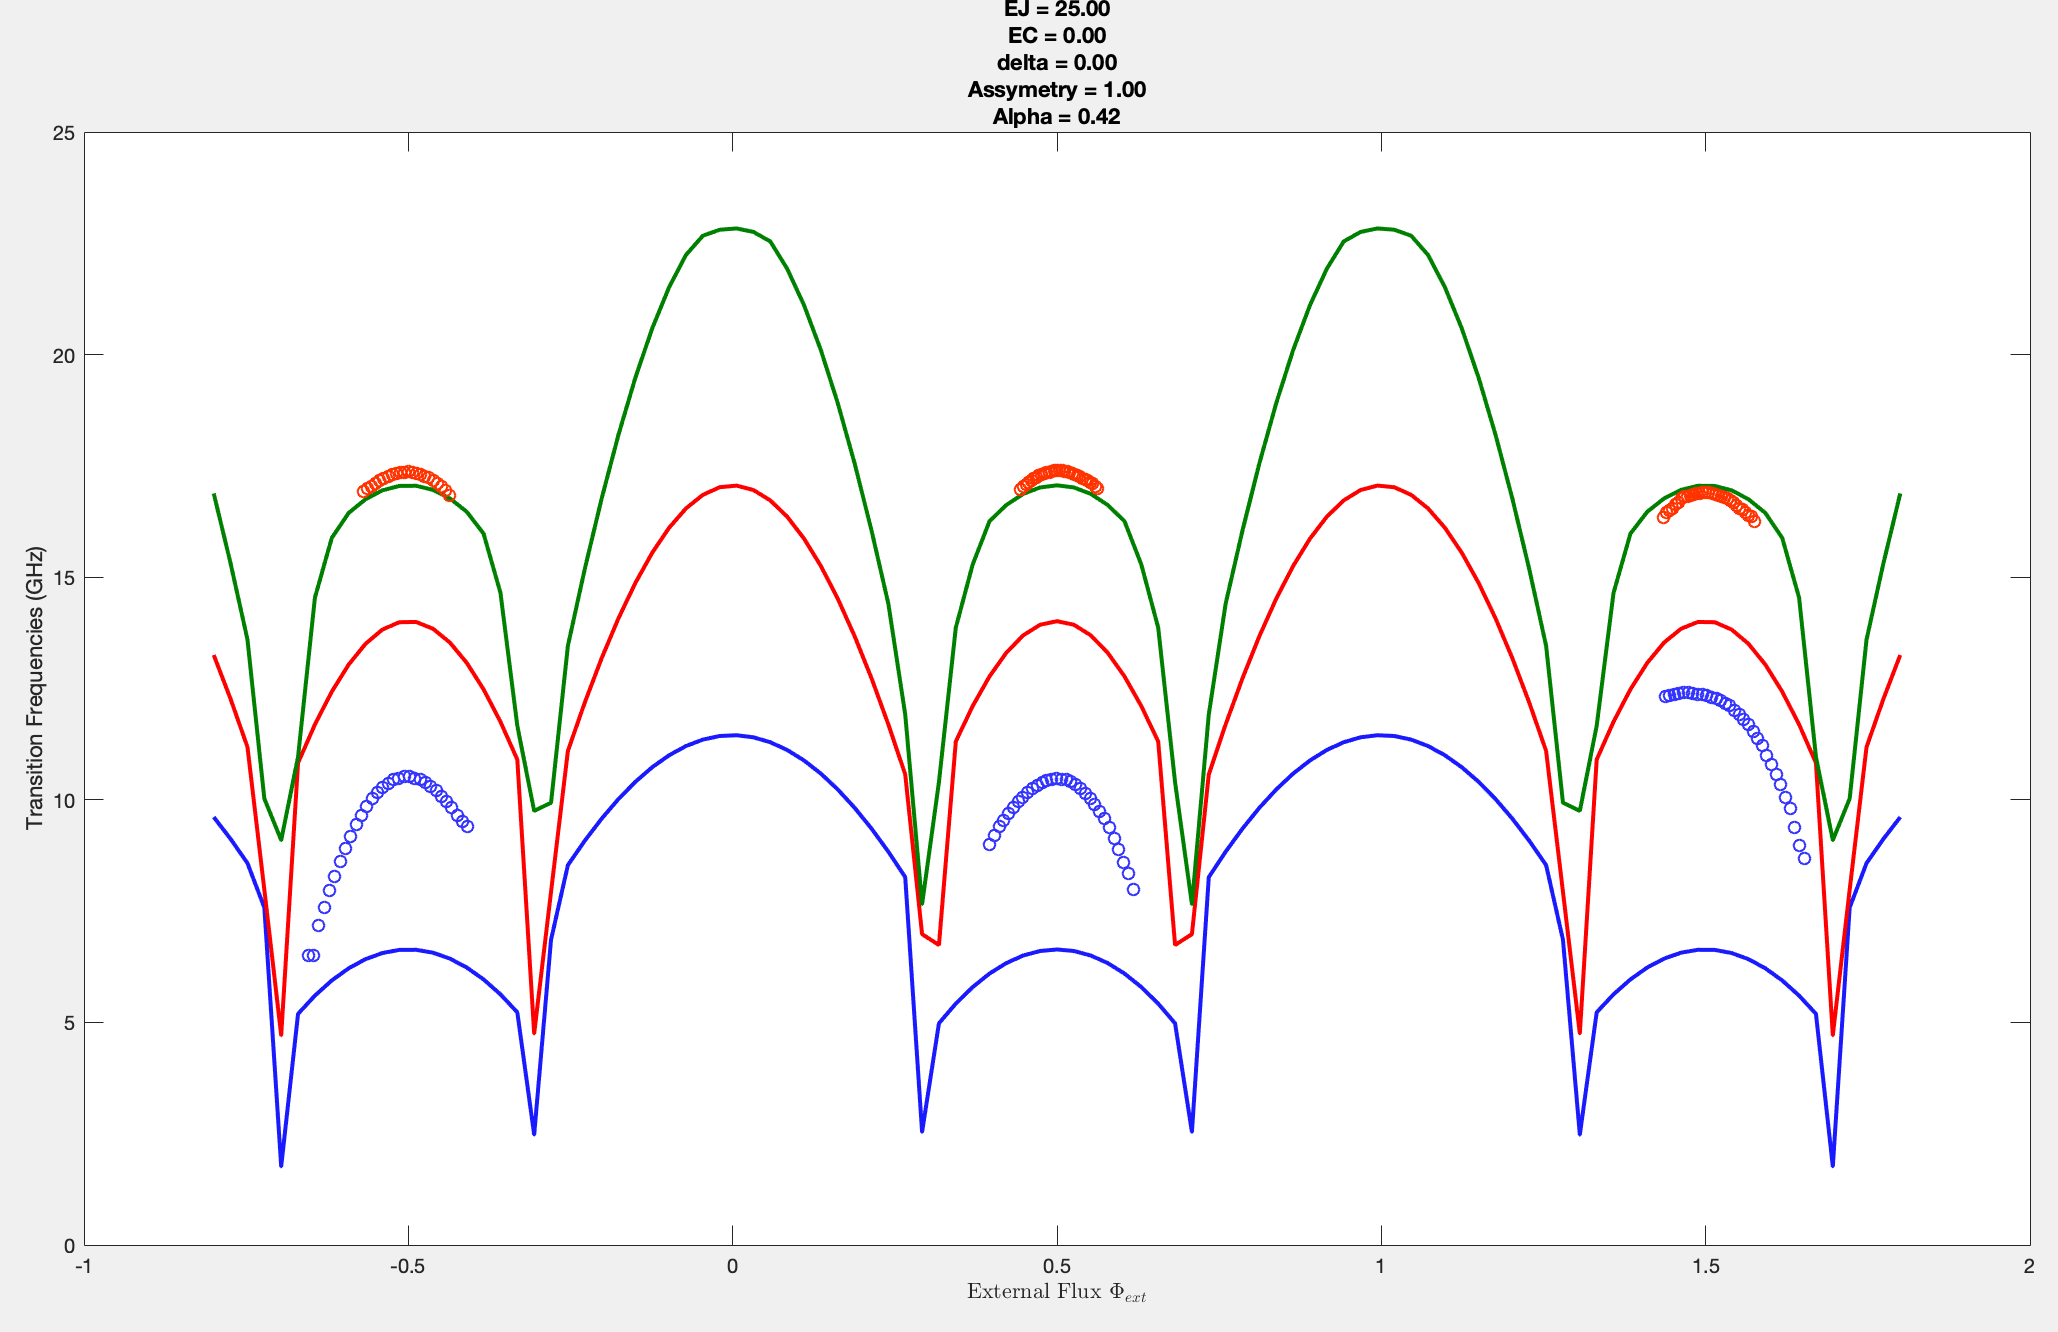 EJ = 25.00
EC = 0.00
delta = 0.00
Assymetry = 1.00
Alpha = 0.42
25
20
15
10
5
0
Transition Frequencies (GHz)
-1 -0.5 0 0.5 1 1.5 2
External Flux Φext